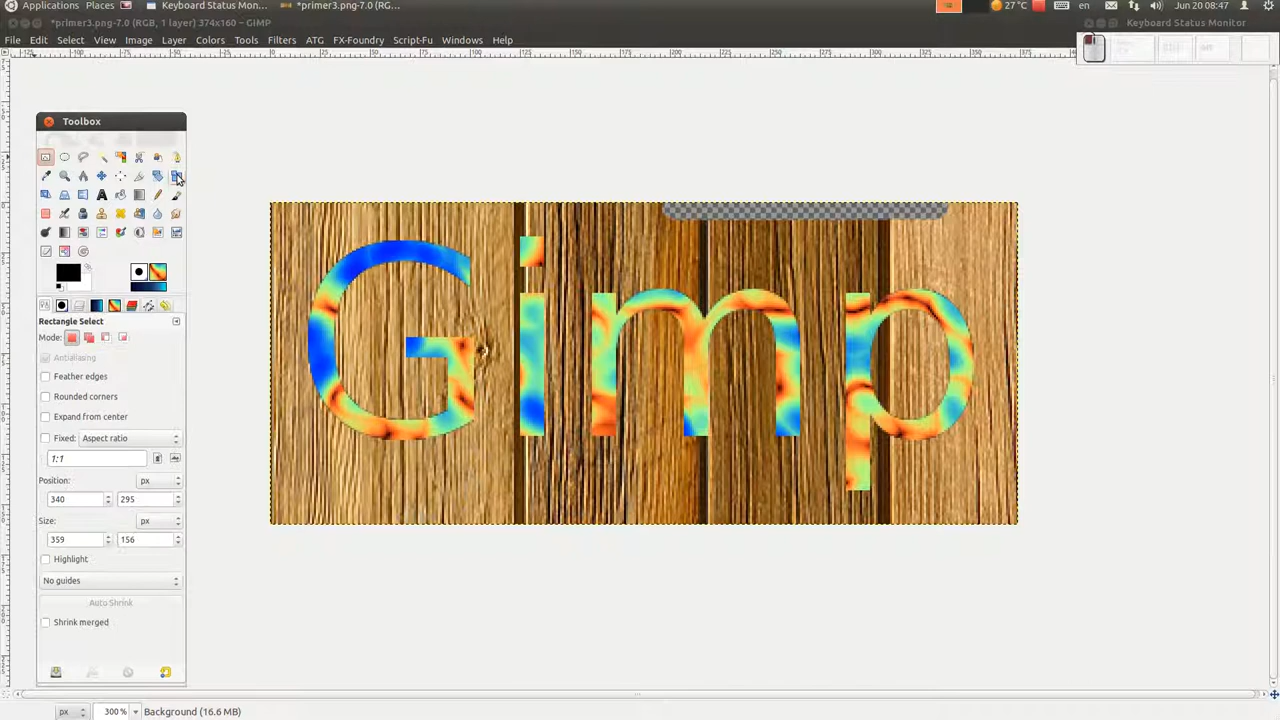 Applications Places Keyboard Status Mon... *primer3.png-7.0 (RG... 27 °C en Jun 20 08:47
*primer3.png-7.0 (RGB, 1 layer) 374x160 – GIMP
Keyboard Status Monitor
File Edit Select View Image Layer Colors Tools Filters ATG FX-Foundry Script-Fu Windows Help
Toolbox
Gimp
Rectangle Select
Mode:
Antialiasing
Feather edges
Rounded corners
Expand from center
Fixed: Aspect ratio
1:1
Position: px
340 295
Size: px
359 156
Highlight
No guides
Auto Shrink
Shrink merged
px 300% Background (16.6 MB)